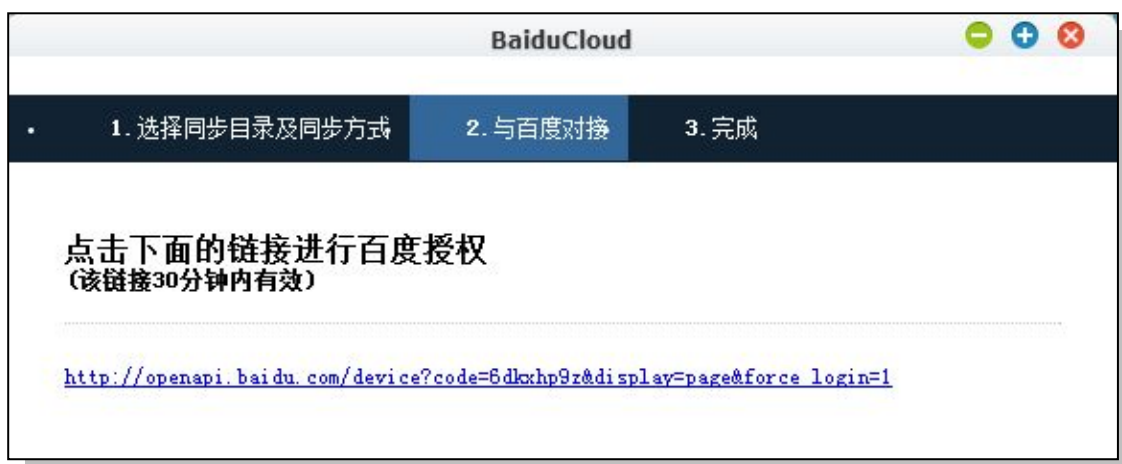 BaiduCloud
1.选择同步目录及同步方式 2.与百度对接 3.完成
点击下面的链接进行百度授权
(该链接30分钟内有效)
http://openapi.baidu.com/device?code=6dkxhp9z&display=page&force_login=1